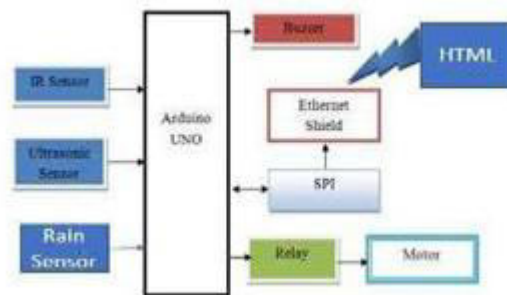 Buzzer
HTML
IR Sensor
Ethernet
Shield
Arduino
UNO
Ultrasonic
Sensor
SPI
Rain
Sensor
Relay
Motor